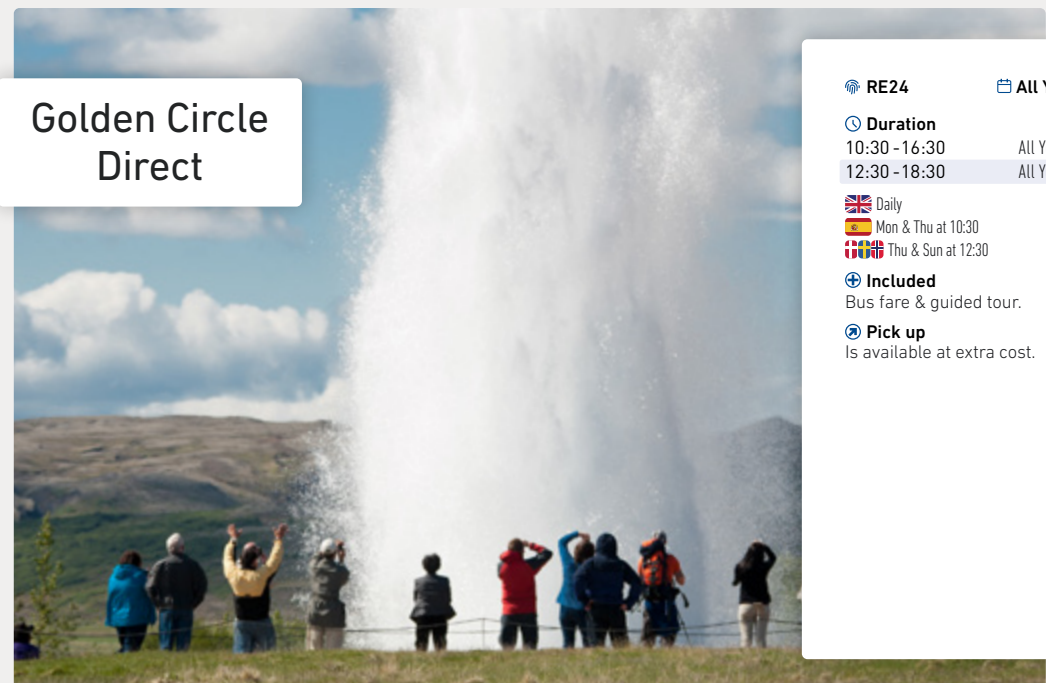 Golden Circle
Direct
RE24 All Y
Duration
10:30 - 16:30 All Y
12:30 - 18:30 All Y
Daily
Mon & Thu at 10:30
Thu & Sun at 12:30
Included
Bus fare & guided tour.
Pick up
Is available at extra cost.